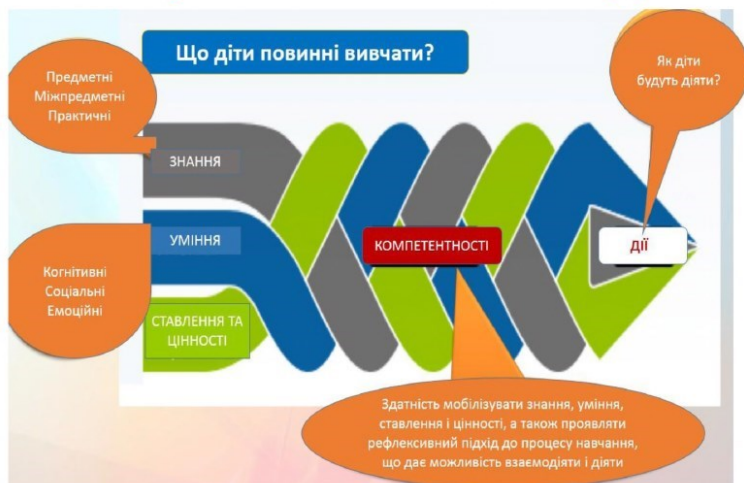 Що діти повинні вивчати?
Предметні
Міжпредметні
Практичні
Як діти
будуть діяти?
ЗНАННЯ
УМІННЯ
КОМПЕТЕНТНОСТІ
ДІЇ
Когнітивні
Соціальні
Емоційні
СТАВЛЕННЯ ТА
ЦІННОСТІ
Здатність мобілізувати знання, уміння,
ставлення і цінності, а також проявляти
рефлексивний підхід до процесу навчання,
що дає можливість взаємодіяти і діяти